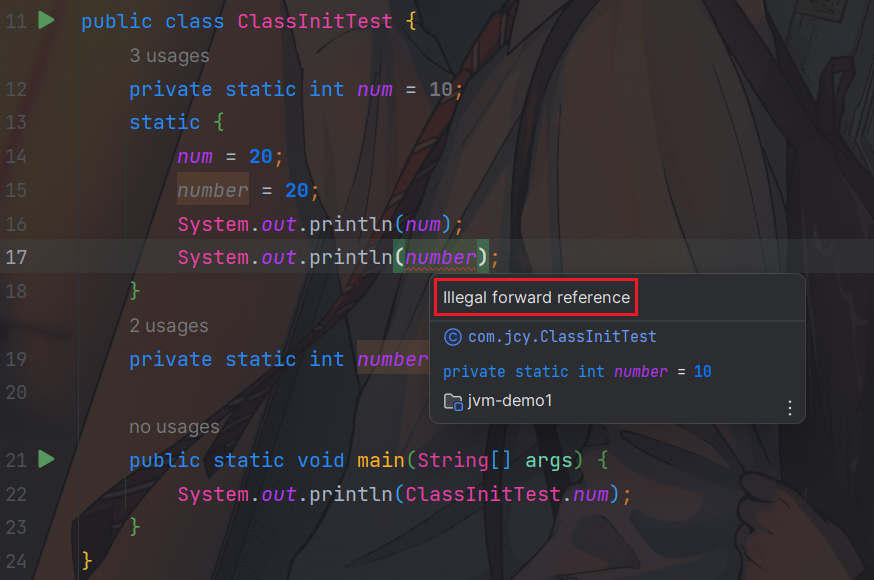 11 public class ClassInitTest {
3 usages
12 private static int num = 10;
13 static {
14 num = 20;
15 number = 20;
16 System.out.println(num);
17 System.out.println(number);
18 }
Illegal forward reference
2 usages
com.jcy.ClassInitTest
19 private static int number
private static int number = 10
20
jvm-demo1
no usages
21 public static void main(String[] args) {
22 System.out.println(ClassInitTest.num);
23 }
24 }